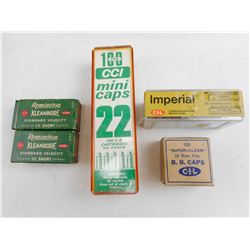 Remington
KLEANBORE
STANDARD VELOCITY
22 SHORT
Remington
KLEANBORE
STANDARD VELOCITY
22 SHORT
100
CCI
mini
caps
22
Imperial
CIL
100
"SUPER-CLEAN"
22 Rim Fire
B. B. CAPS
C-I-L